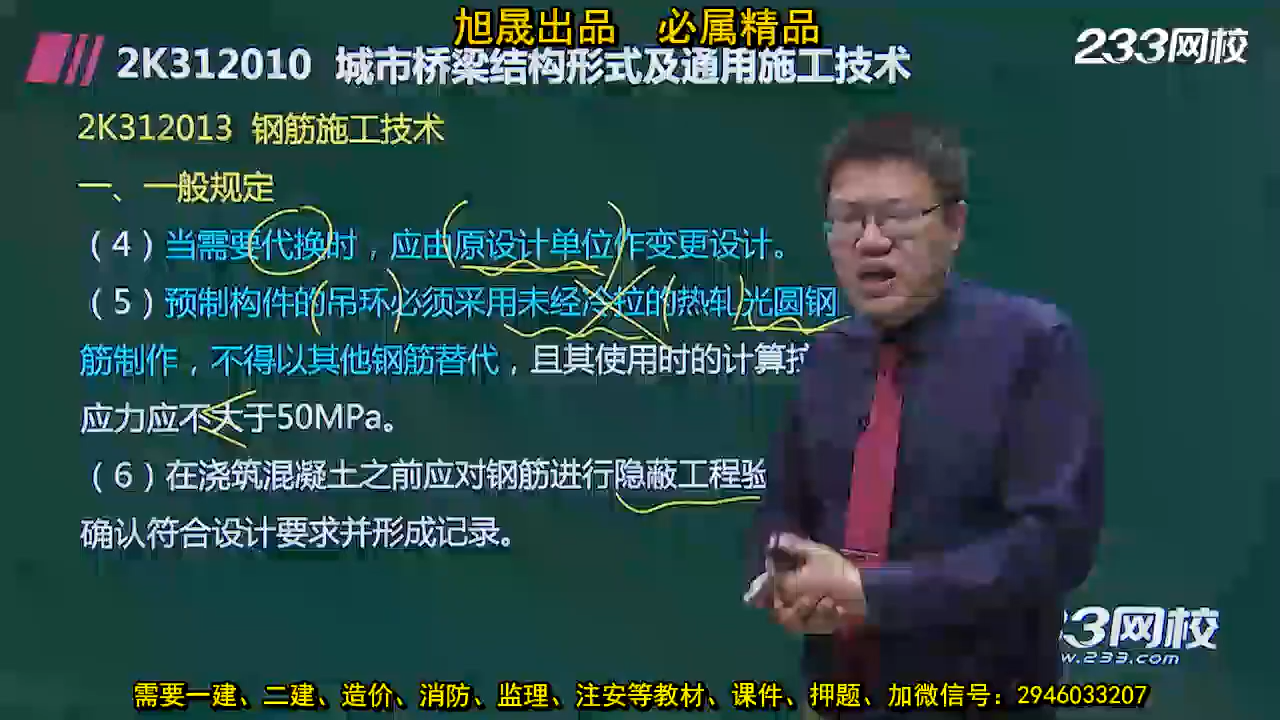 旭晟出品 必属精品
2K312010 城市桥梁结构形式及通用施工技术
233网校
2K312013 钢筋施工技术
一、一般规定
（4）当需要代换时，应由原设计单位作变更设计。
（5）预制构件的吊环必须采用未经冷拉的热轧光圆钢
筋制作，不得以其他钢筋替代，且其使用时的计算
应力应不大于50MPa。
（6）在浇筑混凝土之前应对钢筋进行隐蔽工程验
确认符合设计要求并形成记录。
3网校
w.233.com
需要一建、二建、造价、消防、监理、注安等教材、课件、押题、加微信号：2946033207